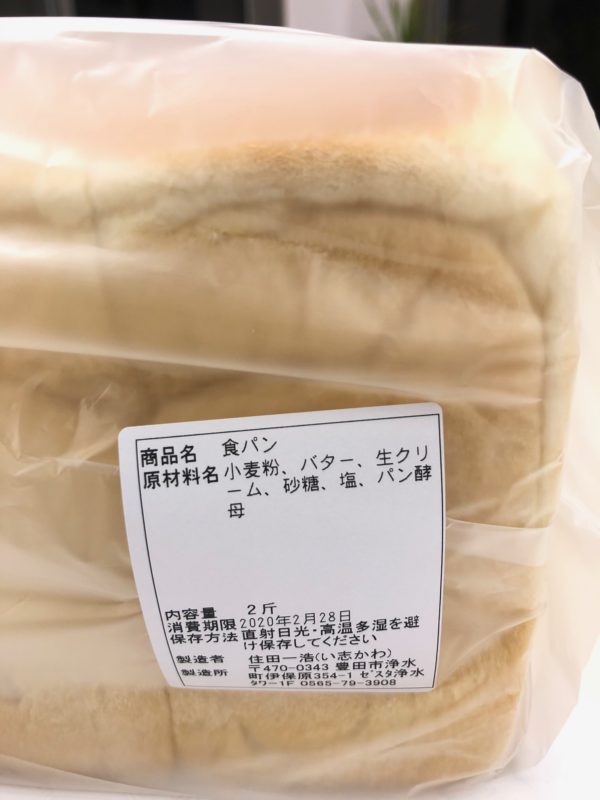 商品名 食パン
原材料名 小麦粉、バター、生クリ
ーム、砂糖、塩、パン酵
母
内容量 2斤
消費期限 2020年2月28日
保存方法 直射日光・高温多湿を避
け保存してください
製造者 住田一浩(い志かわ)
製造所 〒470-0343 豊田市浄水
町伊保原354-1 ゼスタ浄水
タワー1F 0565-79-3908